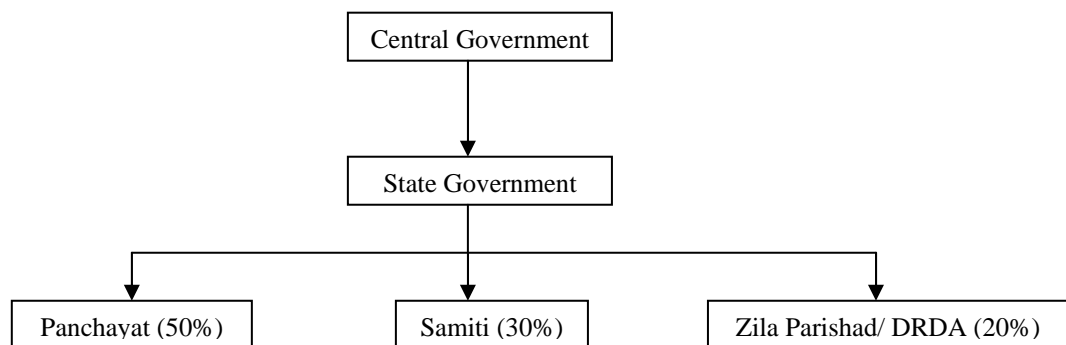 Central Government
State Government
Panchayat (50%)
Samiti (30%)
Zila Parishad/ DRDA (20%)